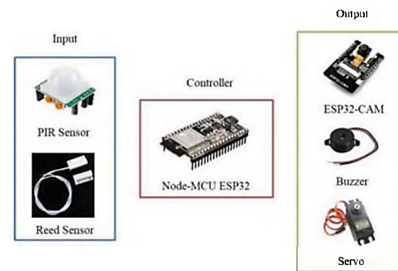 Input
PIR Sensor
Reed Sensor
Controller
Node-MCU ESP32
Output
ESP32-CAM
Buzzer
Servo